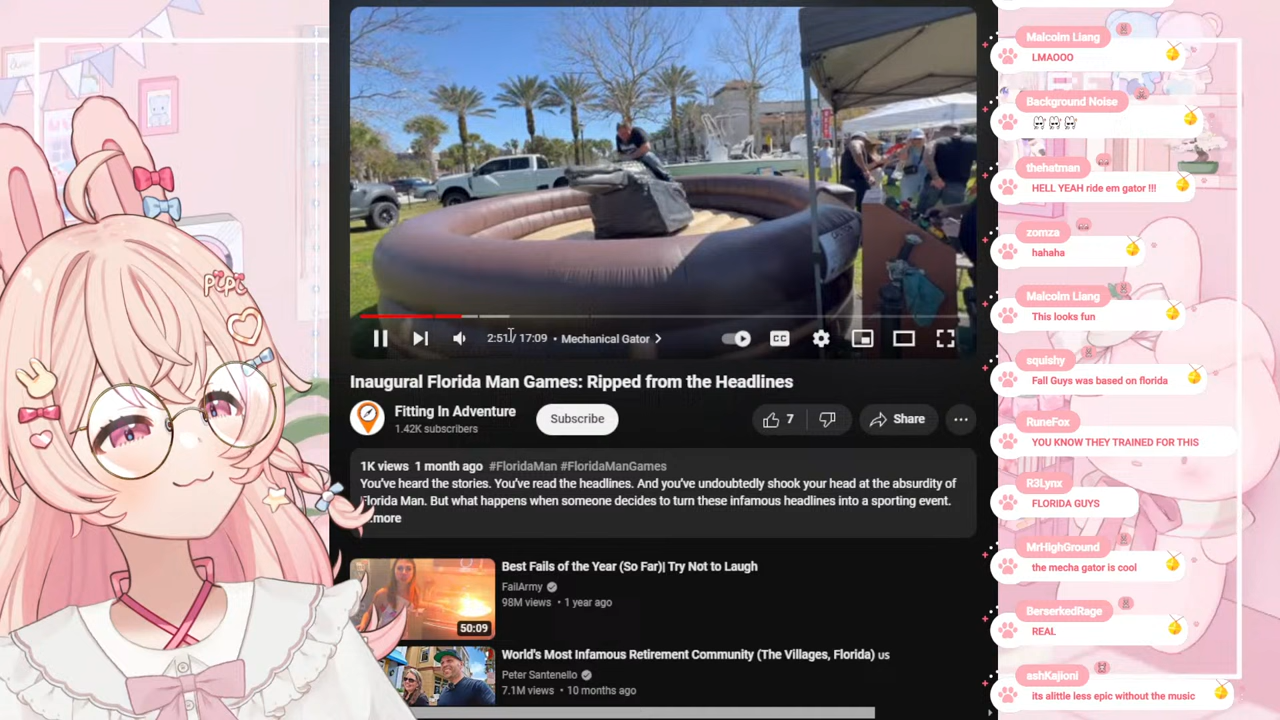 PiPi
2:51 / 17:09 • Mechanical Gator
CC
Inaugural Florida Man Games: Ripped from the Headlines
Fitting In Adventure
1.42K subscribers
Subscribe
7
Share
1K views 1 month ago #FloridaMan #FloridaManGames
You've heard the stories. You've read the headlines. And you've undoubtedly shook your head at the absurdity of
Florida Man. But what happens when someone decides to turn these infamous headlines into a sporting event.
...more
50:09
Best Fails of the Year (So Far)| Try Not to Laugh
FailArmy
98M views • 1 year ago
World's Most Infamous Retirement Community (The Villages, Florida) us
Peter Santenello
7.1M views • 10 months ago
Malcolm Liang
LMAOOO
Background Noise
thehatman
HELL YEAH ride em gator !!!
zomza
hahaha
Malcolm Liang
This looks fun
squishy
Fall Guys was based on florida
RuneFox
YOU KNOW THEY TRAINED FOR THIS
R3Lynx
FLORIDA GUYS
MrHighGround
the mecha gator is cool
BerserkedRage
REAL
ashKajioni
its alittle less epic without the music